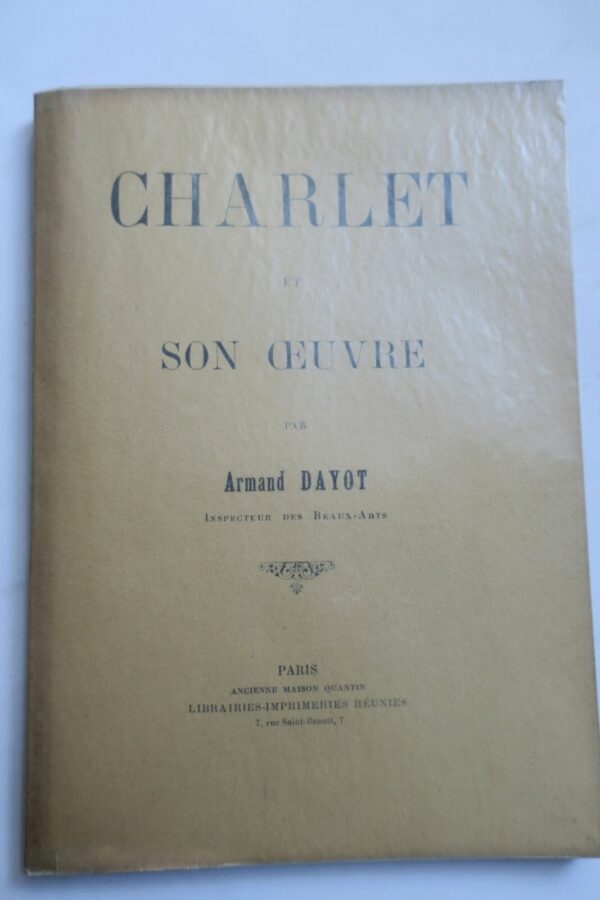 CHARLET
ET
SON ŒUVRE
PAR
Armand DAYOT
INSPECTEUR DES BEAUX-ARTS
PARIS
ANCIENNE MAISON QUANTIN
LIBRAIRIES-IMPRIMERIES RÉUNIES
7, rue Saint-Benoit, 7